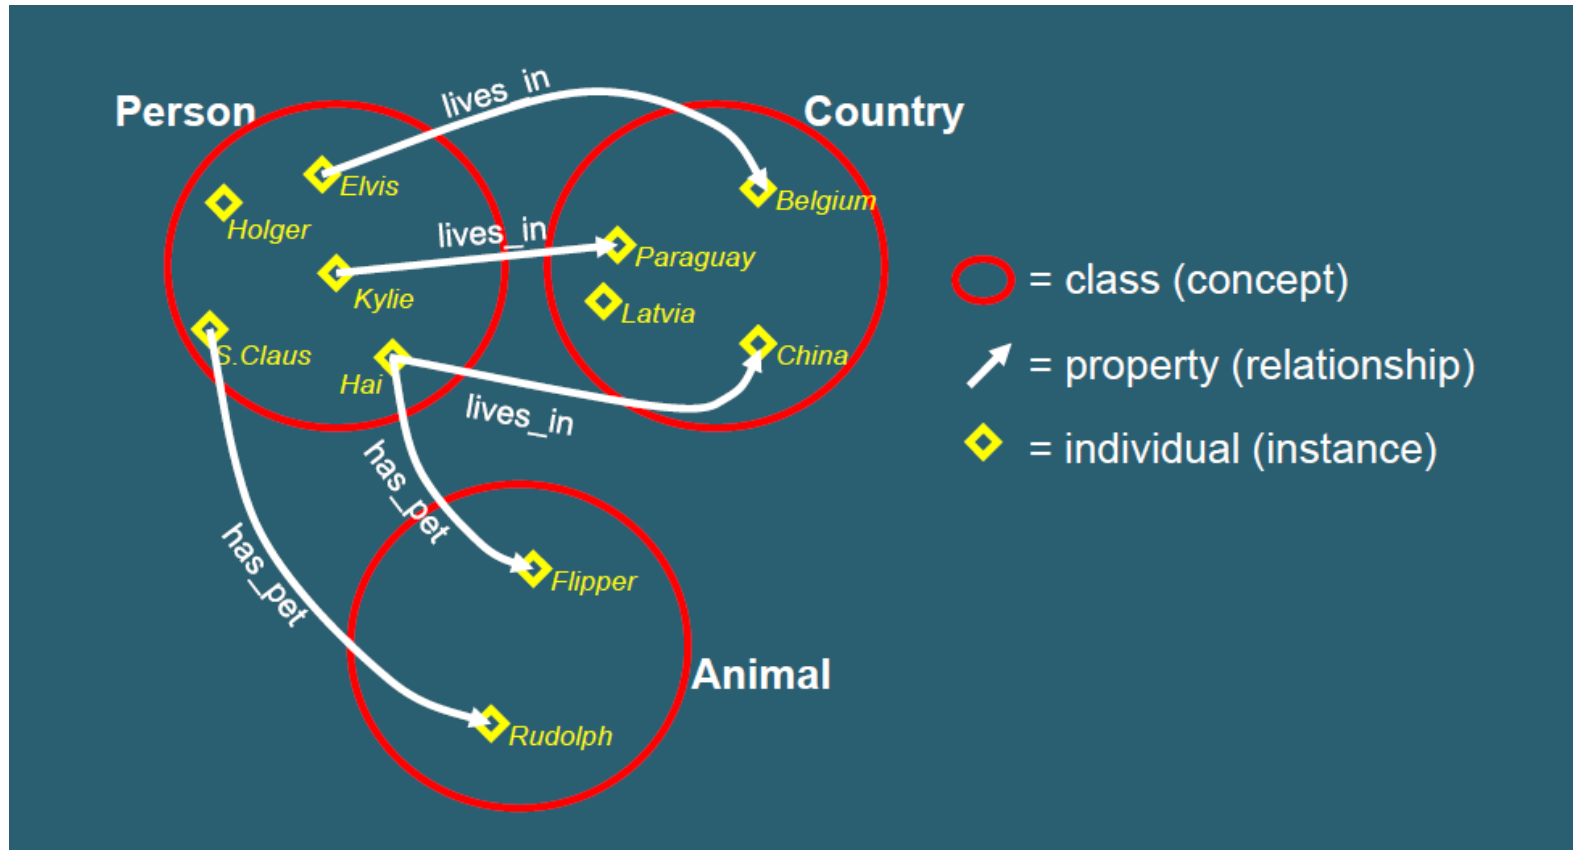 lives_in
Person
Country
Elvis
Belgium
Holger
lives_in
Paraguay
Kylie
Latvia
S.Claus
China
Hai
lives_in
has_pet
has_pet
Flipper
Animal
Rudolph
= class (concept)
= property (relationship)
= individual (instance)